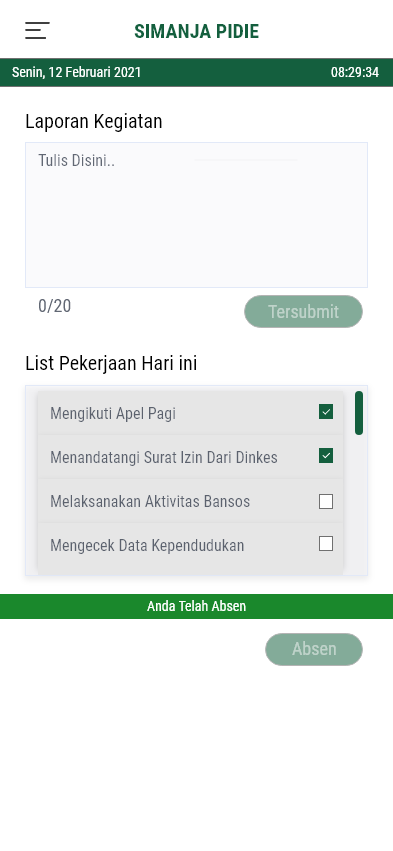 SIMANJA PIDIE
Senin, 12 Februari 2021 08:29:34
Laporan Kegiatan
Tulis Disini..
0/20 Tersubmit
List Pekerjaan Hari ini
Mengikuti Apel Pagi
Menandatangi Surat Izin Dari Dinkes
Melaksanakan Aktivitas Bansos
Mengecek Data Kependudukan
Anda Telah Absen
Absen